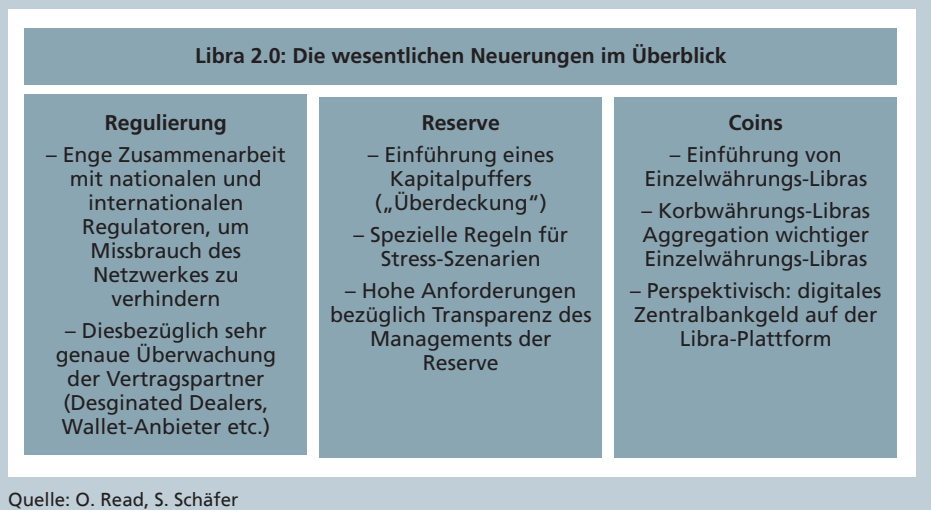 Libra 2.0: Die wesentlichen Neuerungen im Überblick
Regulierung
– Enge Zusammenarbeit
mit nationalen und
internationalen
Regulatoren, um
Missbrauch des
Netzwerkes zu
verhindern
– Diesbezüglich sehr
genaue Überwachung
der Vertragspartner
(Desginated Dealers,
Wallet-Anbieter etc.)
Reserve
– Einführung eines
Kapitalpuffers
(„Überdeckung“)
– Spezielle Regeln für
Stress-Szenarien
– Hohe Anforderungen
bezüglich Transparenz des
Managements der
Reserve
Coins
– Einführung von
Einzelwährungs-Libras
– Korbwährungs-Libras
Aggregation wichtiger
Einzelwährungs-Libras
– Perspektivisch: digitales
Zentralbankgeld auf der
Libra-Plattform
Quelle: O. Read, S. Schäfer